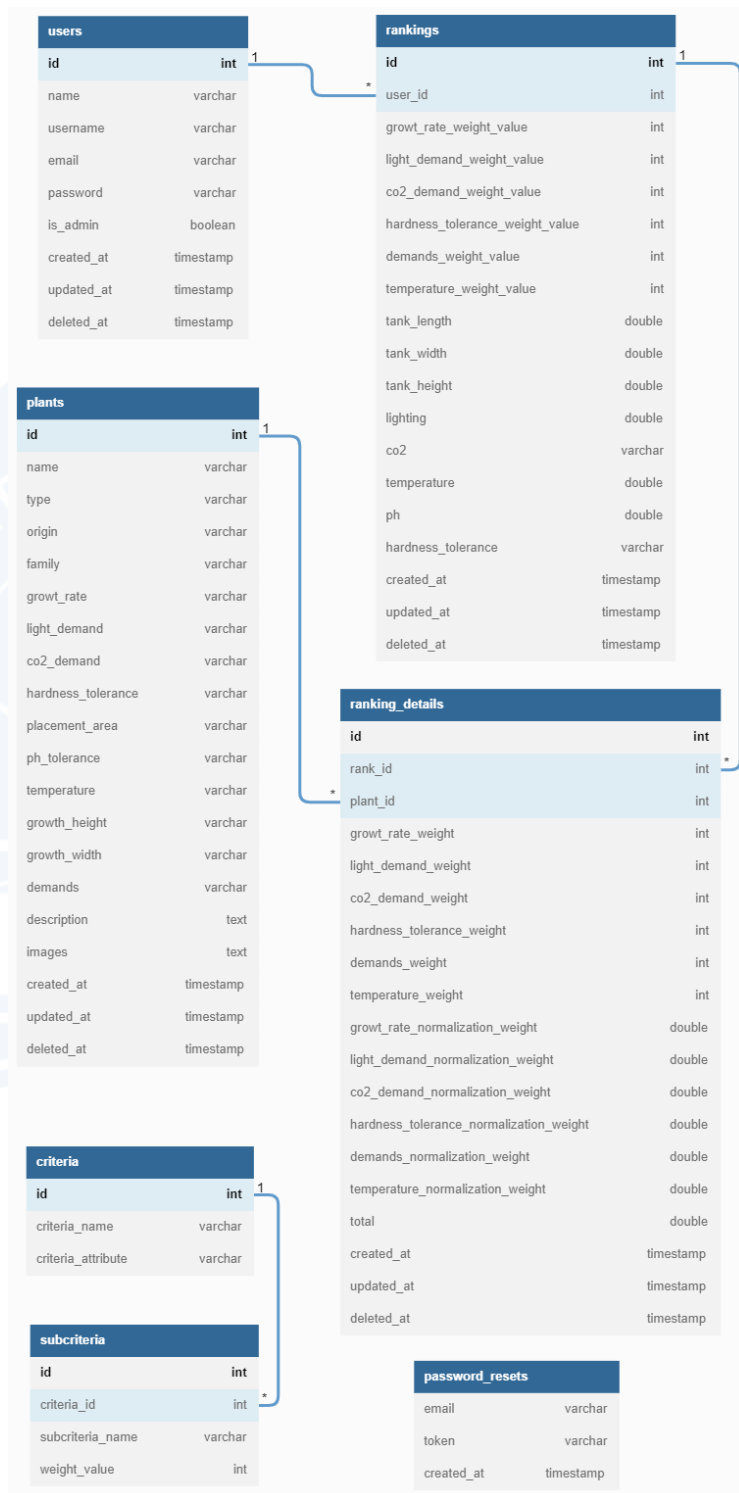 users
id int
name varchar
username varchar
email varchar
password varchar
is_admin boolean
created_at timestamp
updated_at timestamp
deleted_at timestamp
1
*
rankings
id int
user_id int
growt_rate_weight_value int
light_demand_weight_value int
co2_demand_weight_value int
hardness_tolerance_weight_value int
demands_weight_value int
temperature_weight_value int
tank_length double
tank_width double
tank_height double
lighting double
co2 varchar
temperature double
ph double
hardness_tolerance varchar
created_at timestamp
updated_at timestamp
deleted_at timestamp
1
*
plants
id int
name varchar
type varchar
origin varchar
family varchar
growt_rate varchar
light_demand varchar
co2_demand varchar
hardness_tolerance varchar
placement_area varchar
ph_tolerance varchar
temperature varchar
growth_height varchar
growth_width varchar
demands varchar
description text
images text
created_at timestamp
updated_at timestamp
deleted_at timestamp
1
*
ranking_details
id int
rank_id int
plant_id int
growt_rate_weight int
light_demand_weight int
co2_demand_weight int
hardness_tolerance_weight int
demands_weight int
temperature_weight int
growt_rate_normalization_weight double
light_demand_normalization_weight double
co2_demand_normalization_weight double
hardness_tolerance_normalization_weight double
demands_normalization_weight double
temperature_normalization_weight double
total double
created_at timestamp
updated_at timestamp
deleted_at timestamp
criteria
id int
criteria_name varchar
criteria_attribute varchar
1
*
subcriteria
id int
criteria_id int
subcriteria_name varchar
weight_value int
password_resets
email varchar
token varchar
created_at timestamp